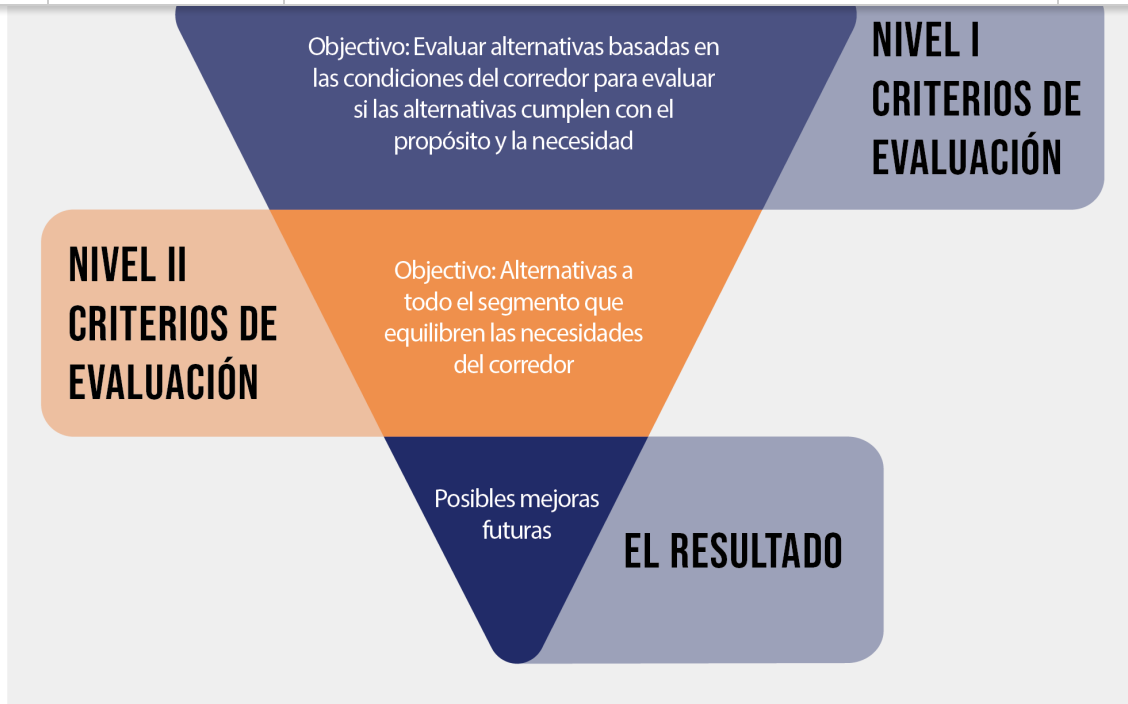 Objectivo: Evaluar alternativas basadas en
las condiciones del corredor para evaluar
si las alternativas cumplen con el
propósito y la necesidad
NIVEL I
CRITERIOS DE
EVALUACIÓN
NIVEL II
CRITERIOS DE
EVALUACIÓN
Objectivo: Alternativas a
todo el segmento que
equilibren las necesidades
del corredor
Posibles mejoras
futuras
EL RESULTADO